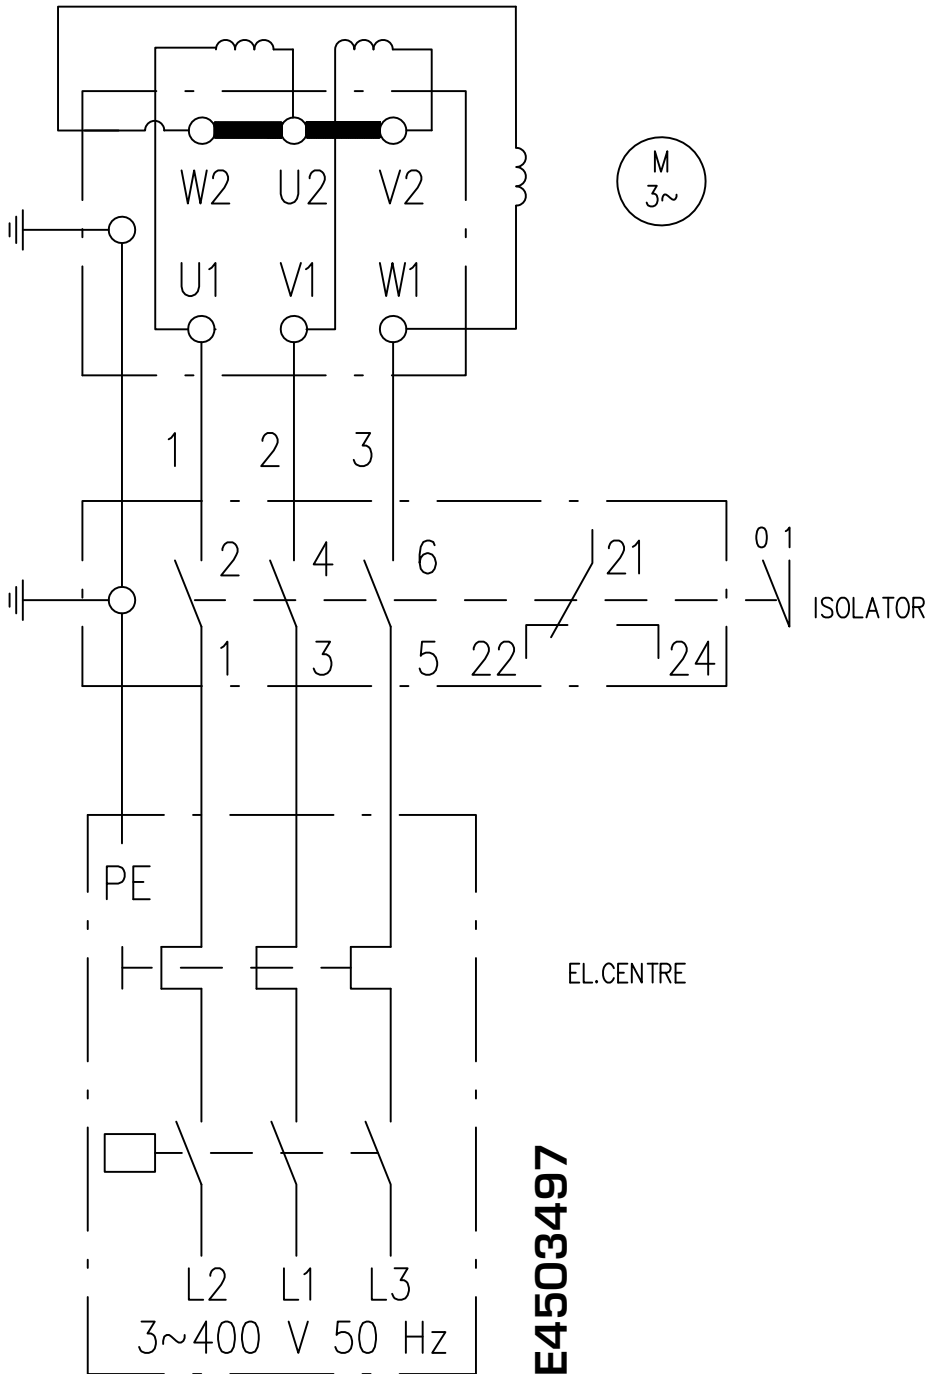 M
3~
W2 U2 V2
U1 V1 W1
1 2 3
0 1
2 4 6 21
ISOLATOR
1 3 5 22 24
PE
EL.CENTRE
L2 L1 L3
3~400 V 50 Hz
E4503497